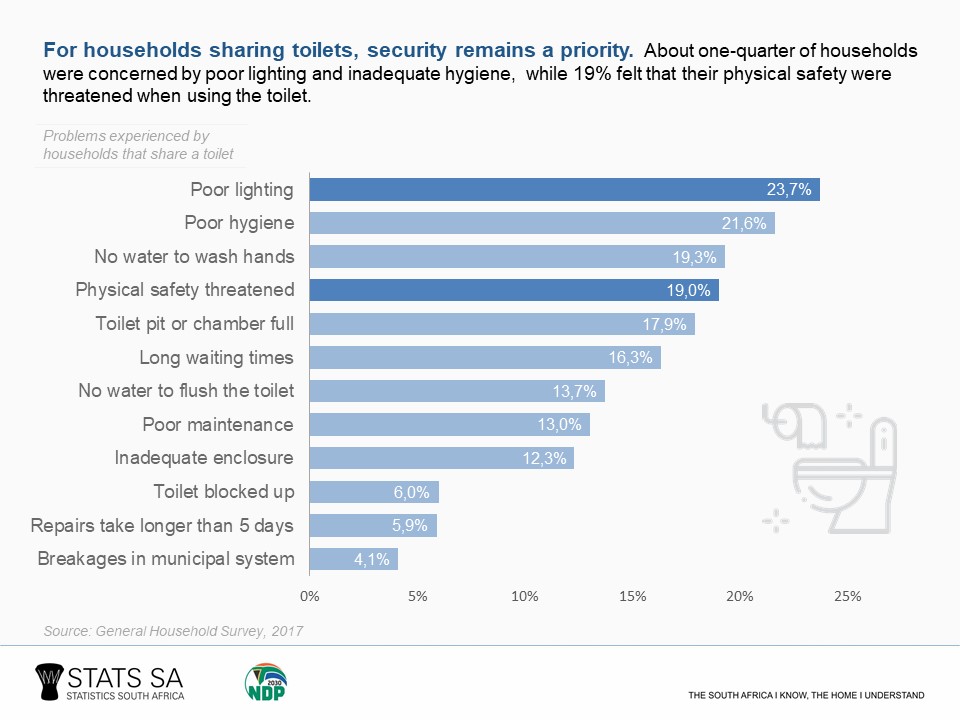 For households sharing toilets, security remains a priority. About one-quarter of households
were concerned by poor lighting and inadequate hygiene, while 19% felt that their physical safety were
threatened when using the toilet.
Problems experienced by
households that share a toilet
Poor lighting 23,7%
Poor hygiene 21,6%
No water to wash hands 19,3%
Physical safety threatened 19,0%
Toilet pit or chamber full 17,9%
Long waiting times 16,3%
No water to flush the toilet 13,7%
Poor maintenance 13,0%
Inadequate enclosure 12,3%
Toilet blocked up 6,0%
Repairs take longer than 5 days 5,9%
Breakages in municipal system 4,1%
0% 5% 10% 15% 20% 25%
Source: General Household Survey, 2017
STATS SA
STATISTICS SOUTH AFRICA
2030
NDP
THE SOUTH AFRICA I KNOW, THE HOME I UNDERSTAND